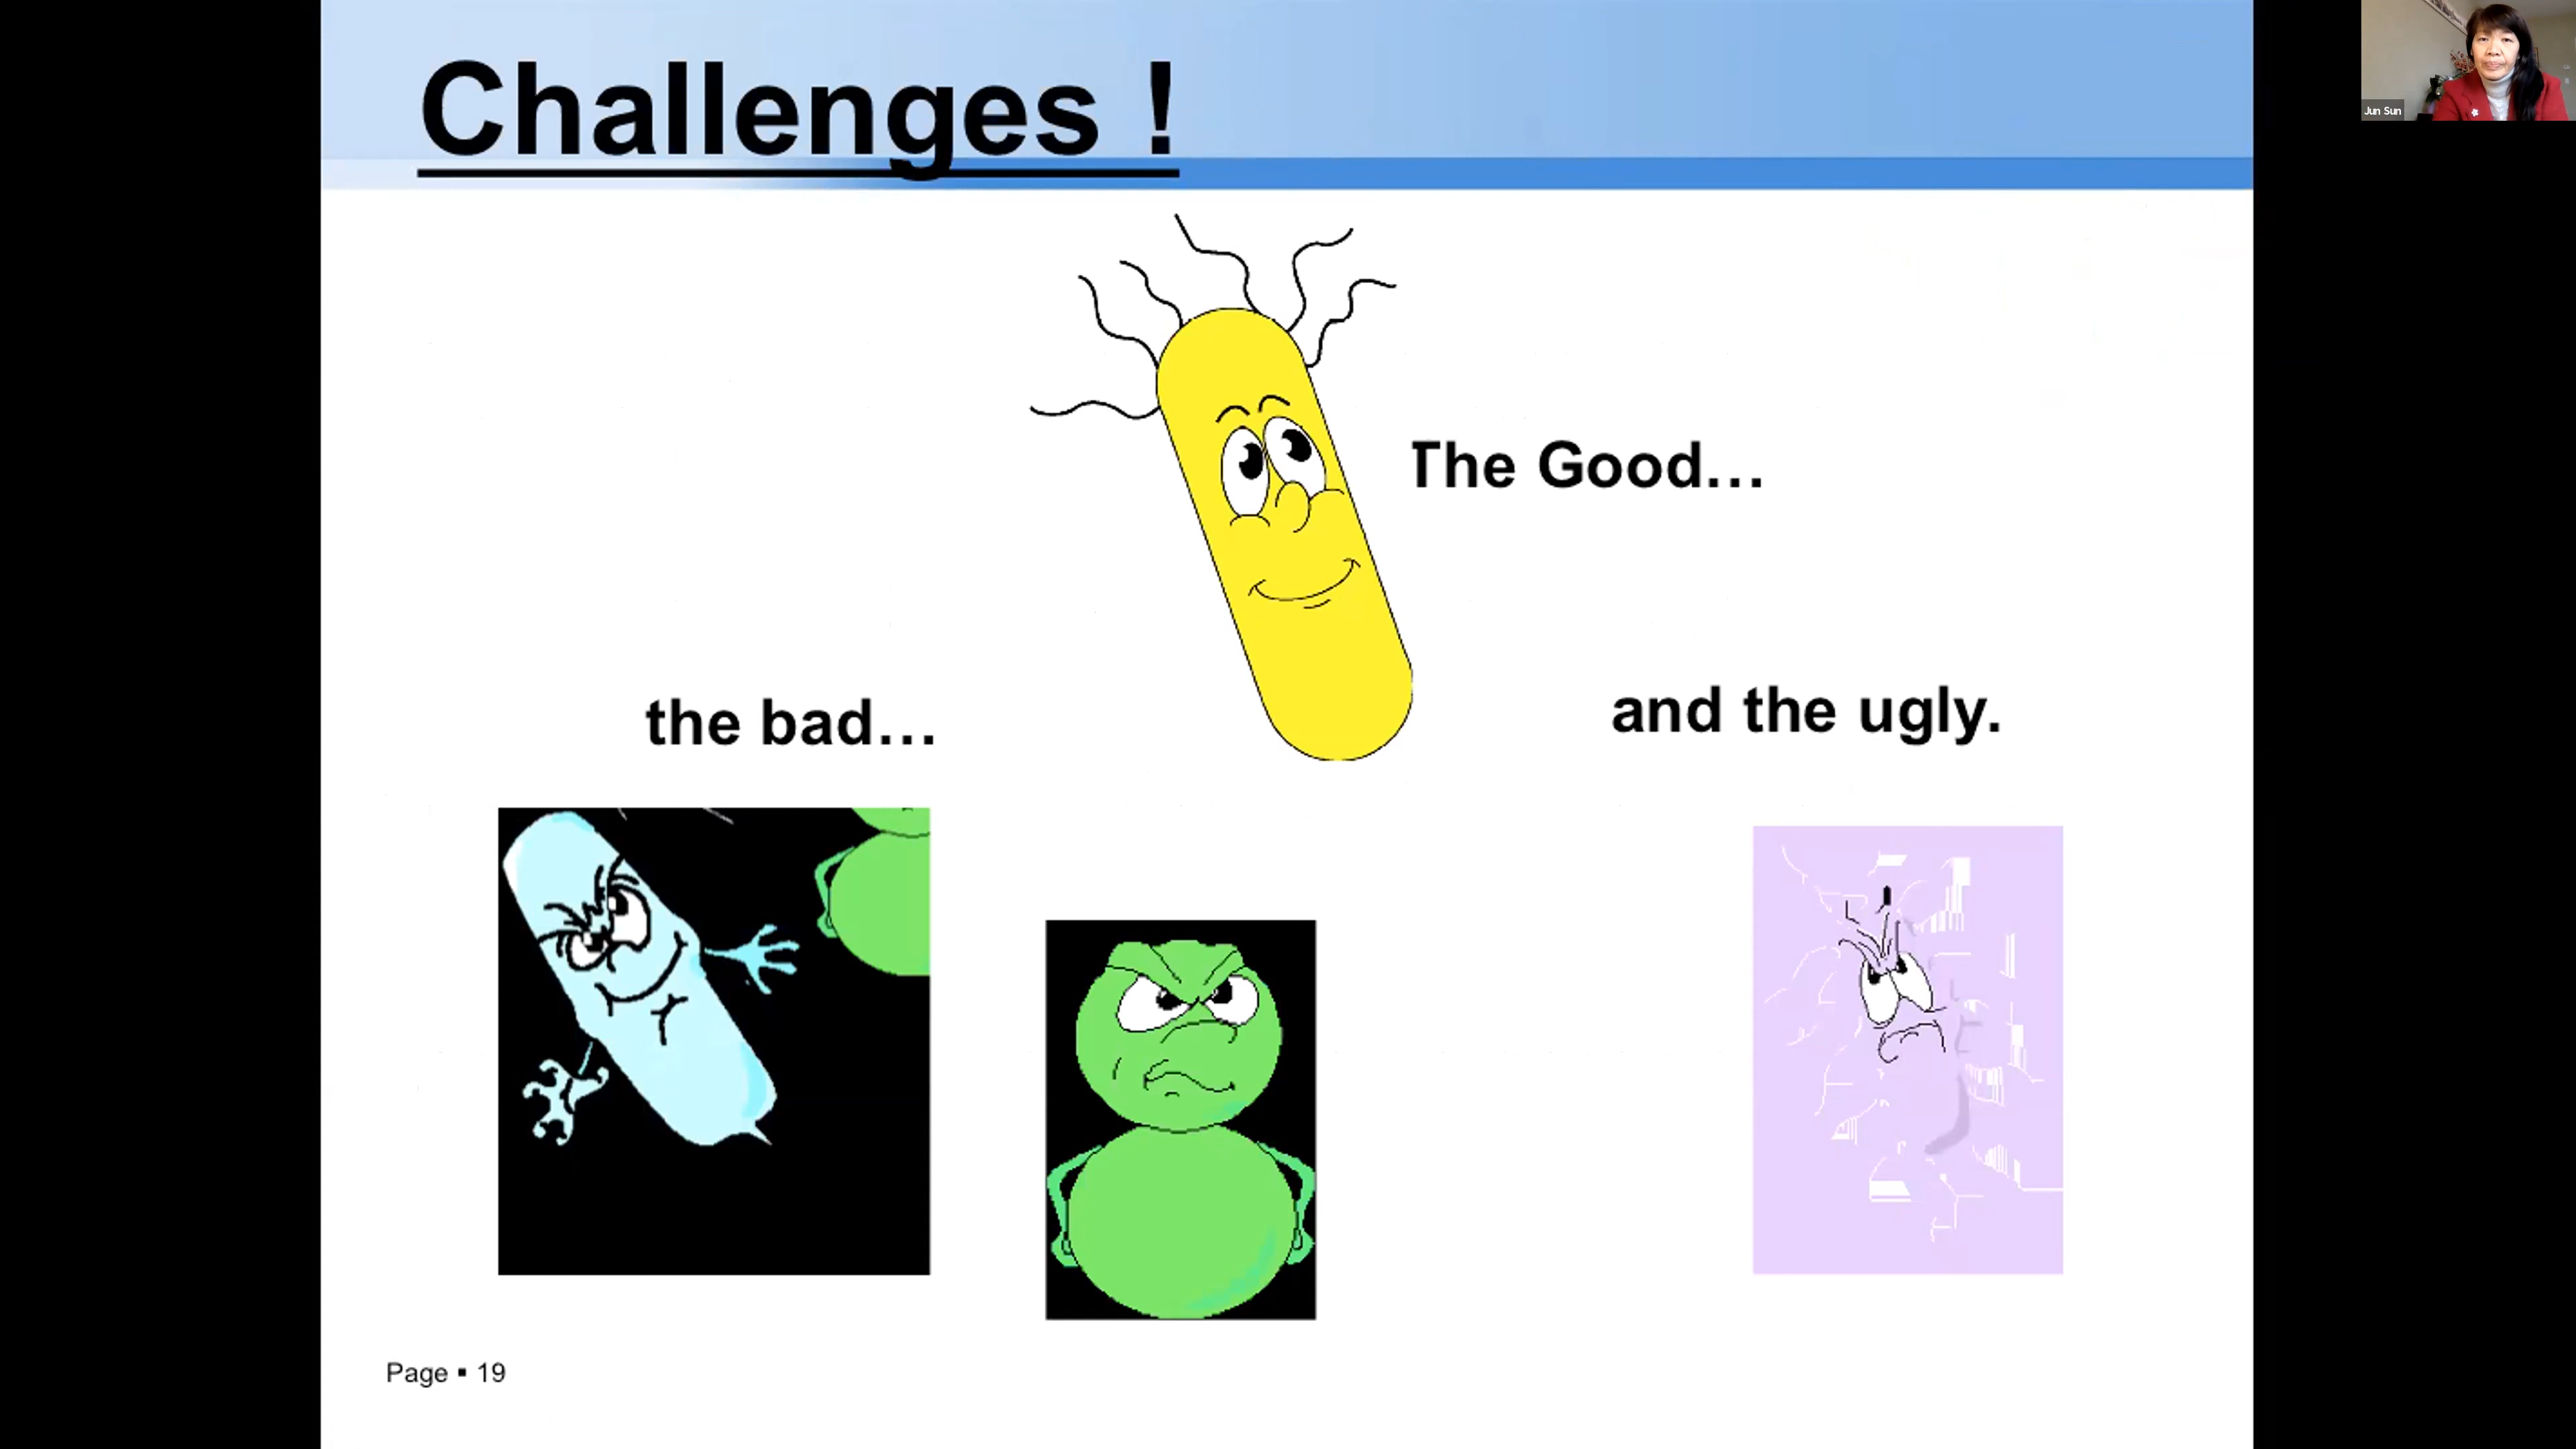 Challenges !
Jun Sun
The Good...
the bad...
and the ugly.
Page ▪ 19